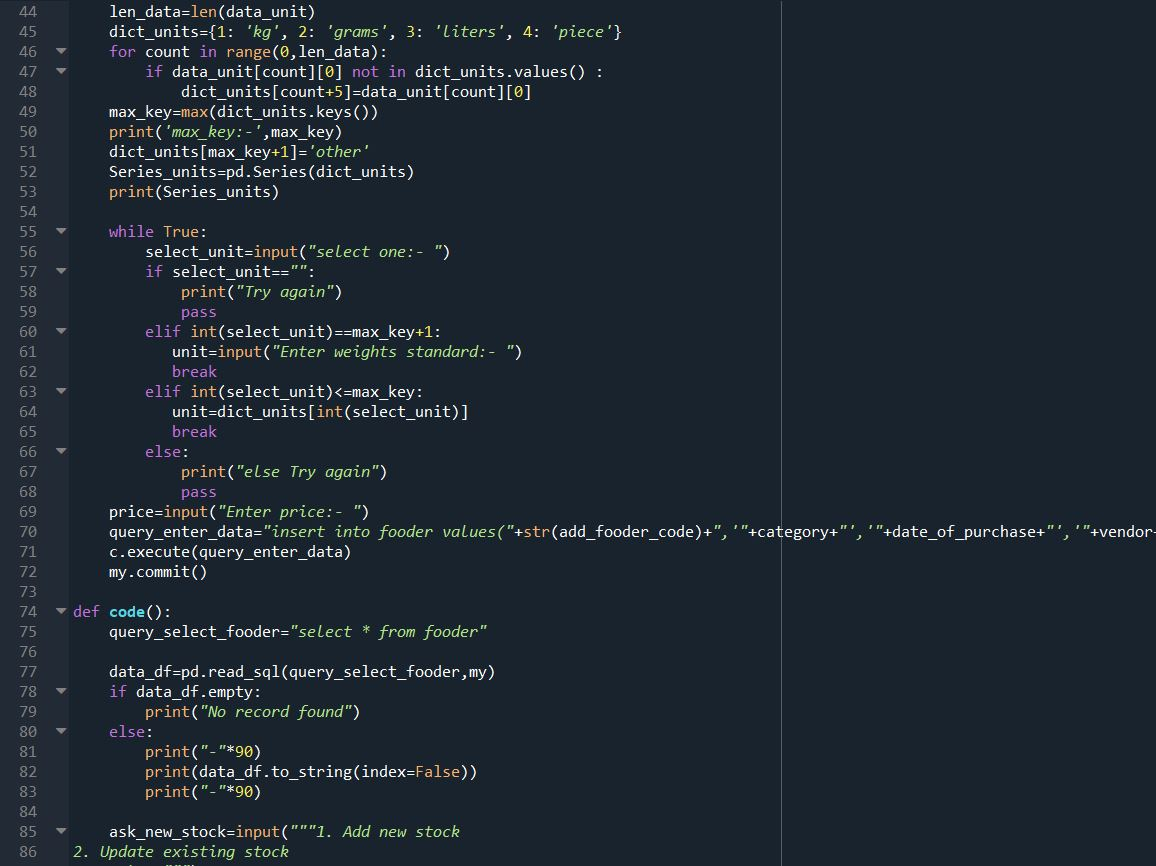 44 len_data=len(data_unit)
45 dict_units={1: 'kg', 2: 'grams', 3: 'liters', 4: 'piece'}
46 for count in range(0,len_data):
47 if data_unit[count][0] not in dict_units.values() :
48 dict_units[count+5]=data_unit[count][0]
49 max_key=max(dict_units.keys())
50 print('max_key:-',max_key)
51 dict_units[max_key+1]='other'
52 Series_units=pd.Series(dict_units)
53 print(Series_units)
54
55 while True:
56 select_unit=input("select one:- ")
57 if select_unit=="":
58 print("Try again")
59 pass
60 elif int(select_unit)==max_key+1:
61 unit=input("Enter weights standard:- ")
62 break
63 elif int(select_unit)<=max_key:
64 unit=dict_units[int(select_unit)]
65 break
66 else:
67 print("else Try again")
68 pass
69 price=input("Enter price:- ")
70 query_enter_data="insert into fooder values("+str(add_fooder_code)+",'"+category+"','"+date_of_purchase+"','"+vendor+
71 c.execute(query_enter_data)
72 my.commit()
73
74 def code():
75 query_select_fooder="select * from fooder"
76
77 data_df=pd.read_sql(query_select_fooder,my)
78 if data_df.empty:
79 print("No record found")
80 else:
81 print("-"*90)
82 print(data_df.to_string(index=False))
83 print("-"*90)
84
85 ask_new_stock=input("""1. Add new stock
86 2. Update existing stock